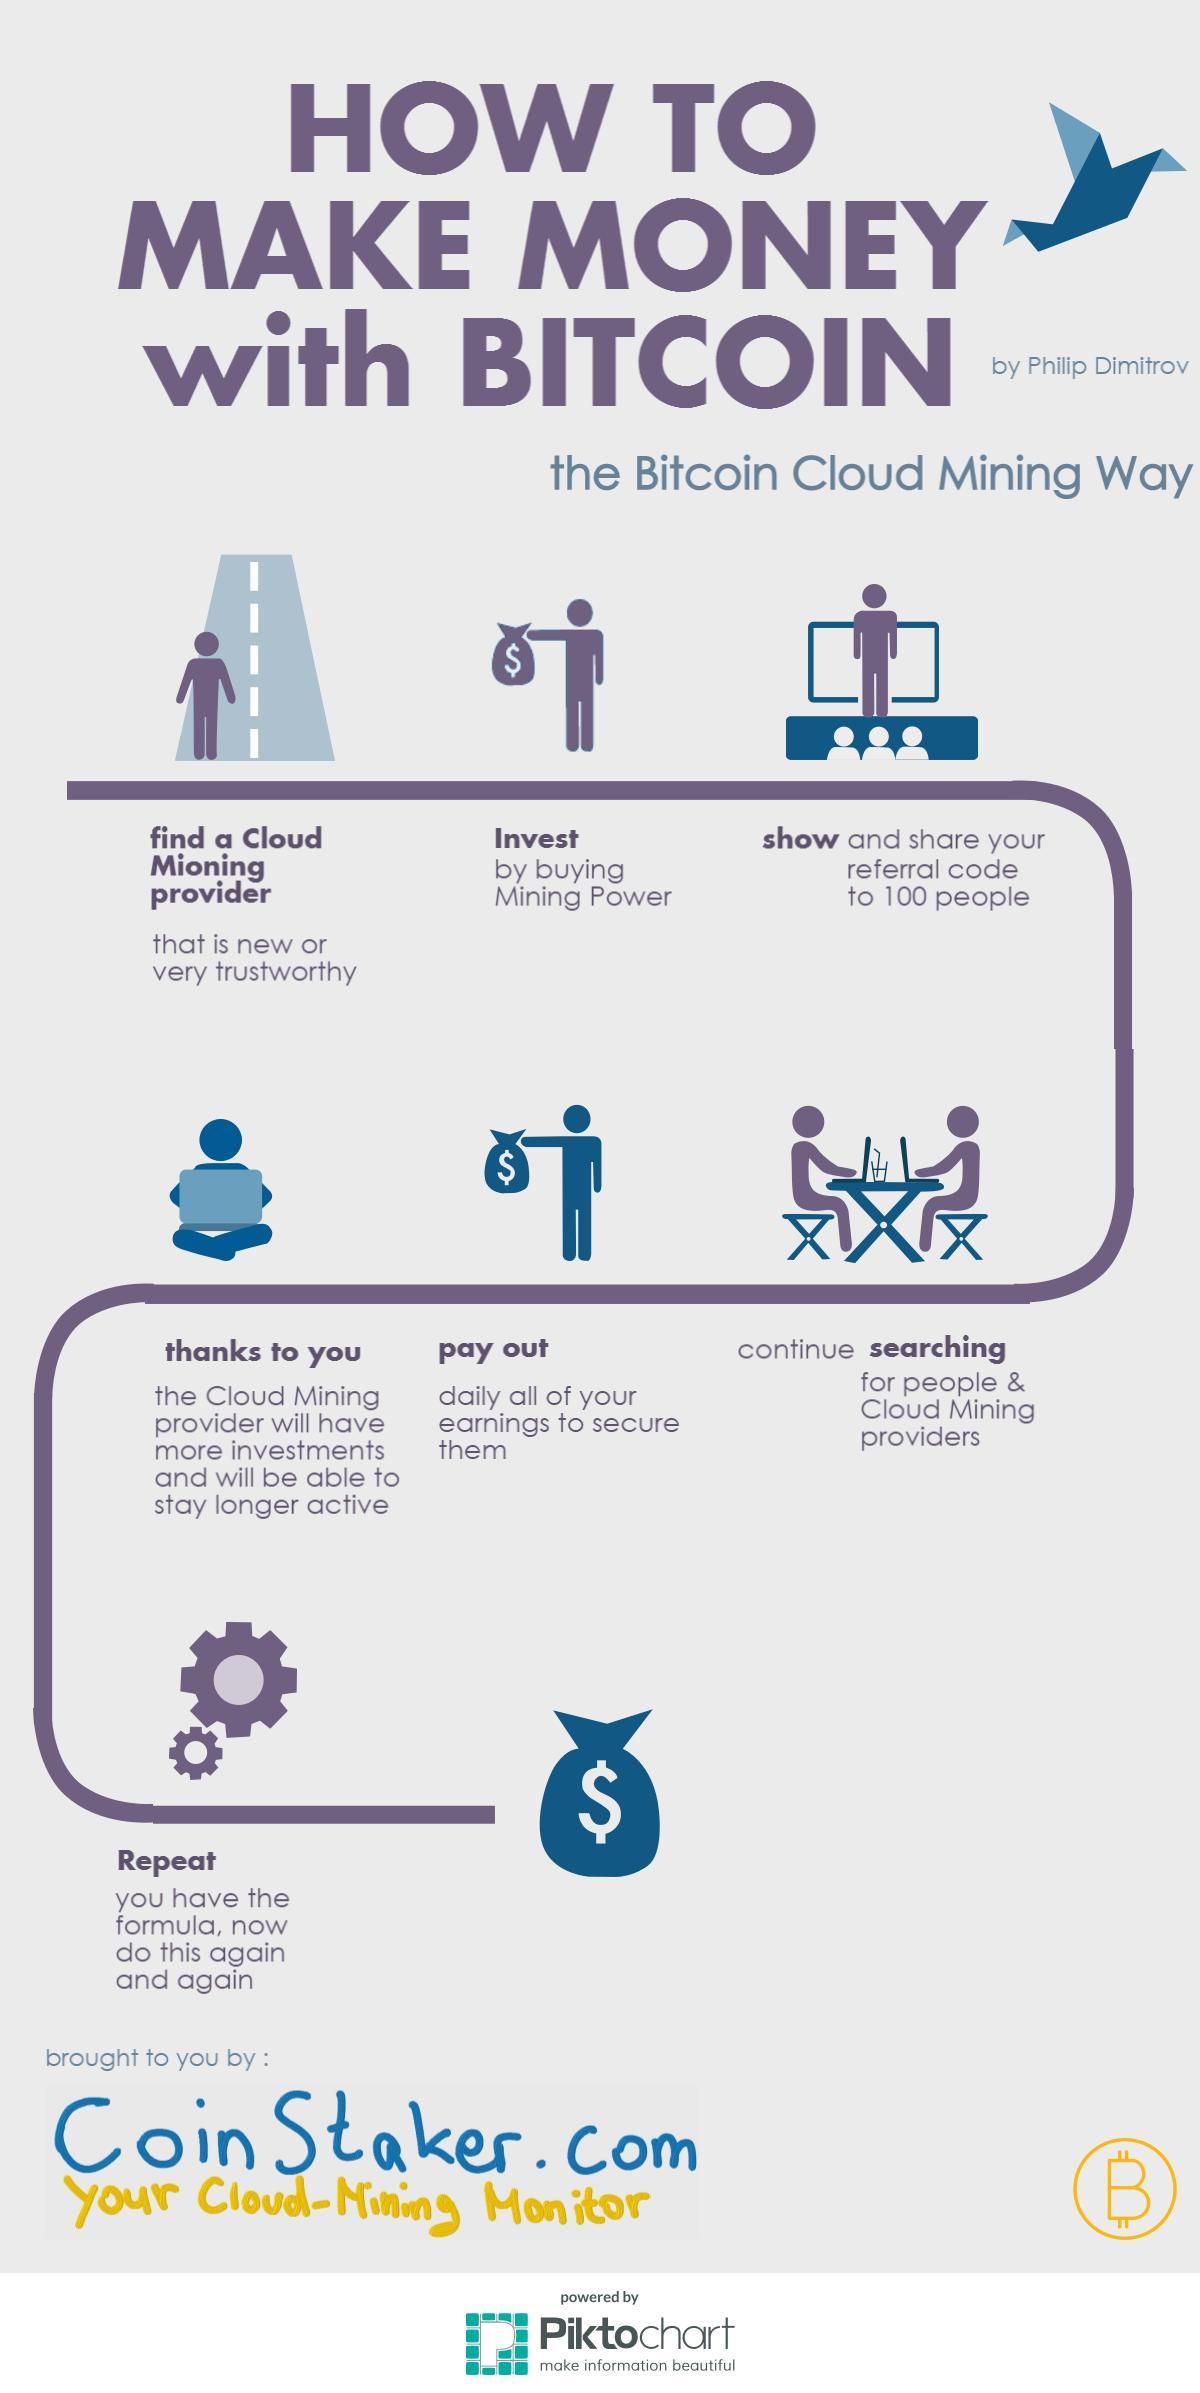 HOW TO
MAKE MONEY
with BITCOIN
by Philip Dimitrov
the Bitcoin Cloud Mining Way
find a Cloud
Mioning
provider
that is new or
very trustworthy
Invest
by buying
Mining Power
show and share your
referral code
to 100 people
thanks to you
the Cloud Mining
provider will have
more investments
and will be able to
stay longer active
pay out
daily all of your
earnings to secure
them
continue searching
for people &
Cloud Mining
providers
Repeat
you have the
formula, now
do this again
and again
brought to you by :
CoinStaker.com
Your Cloud-Mining Monitor
powered by
Piktochart
make information beautiful